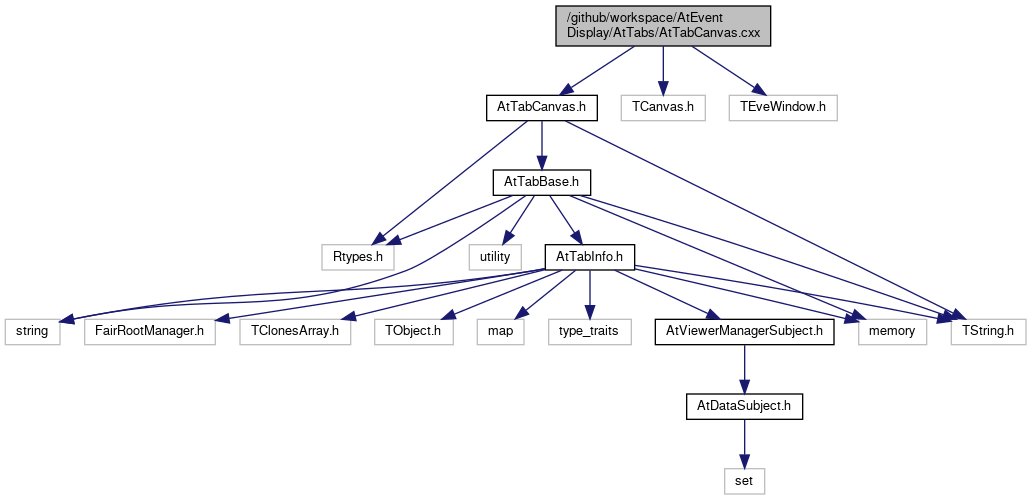 /github/workspace/AtEvent
Display/AtTabs/AtTabCanvas.cxx
AtTabCanvas.h
TCanvas.h
TEveWindow.h
AtTabBase.h
Rtypes.h
utility
AtTabInfo.h
string
FairRootManager.h
TClonesArray.h
TObject.h
map
type_traits
AtViewerManagerSubject.h
memory
TString.h
AtDataSubject.h
set